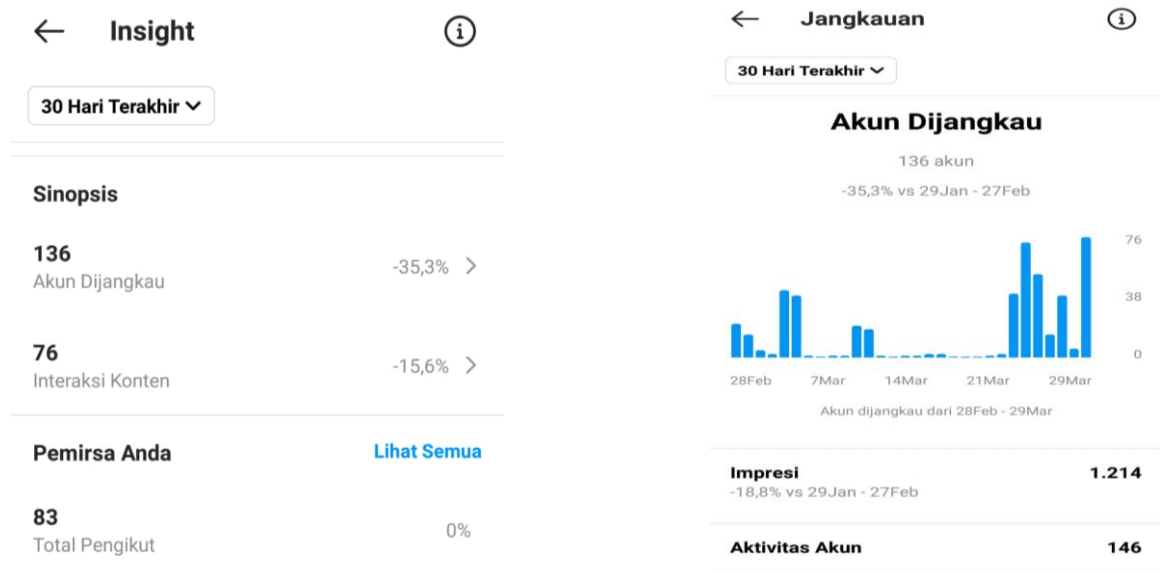 Insight
30 Hari Terakhir
Sinopsis
136
Akun Dijangkau
-35,3%
76
Interaksi Konten
-15,6%
Pemirsa Anda
Lihat Semua
83
Total Pengikut
0%
Jangkauan
30 Hari Terakhir
Akun Dijangkau
136 akun
-35,3% vs 29Jan - 27Feb
76
38
0
28Feb 7Mar 14Mar 21Mar 29Mar
Akun dijangkau dari 28Feb - 29Mar
Impresi 1.214
-18,8% vs 29Jan - 27Feb
Aktivitas Akun 146